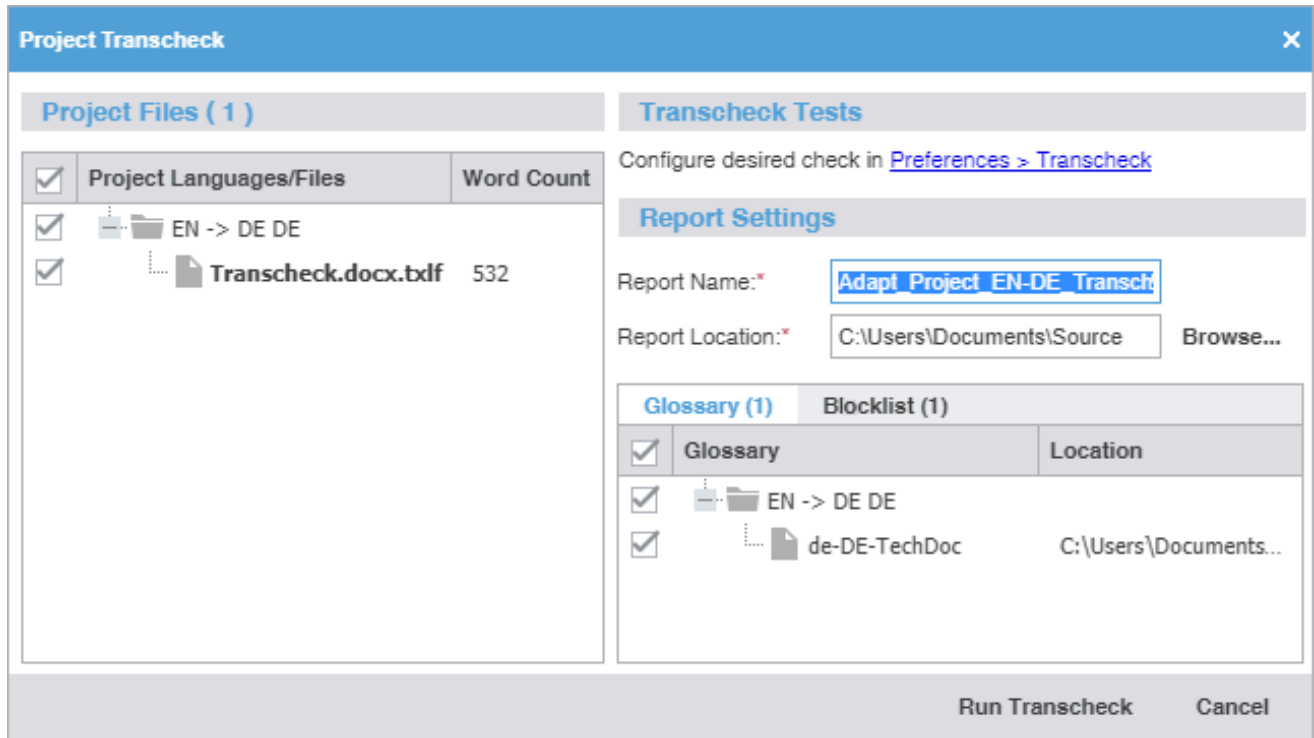 Project Transcheck
Project Files ( 1 )
Project Languages/Files Word Count
EN -> DE DE
Transcheck.docx.txlf 532
Transcheck Tests
Configure desired check in Preferences > Transcheck
Report Settings
Report Name:*
Report Location:* C:\Users\Documents\Source Browse...
Glossary (1) Blocklist (1)
Glossary Location
EN -> DE DE
de-DE-TechDoc C:\Users\Documents...
Run Transcheck Cancel